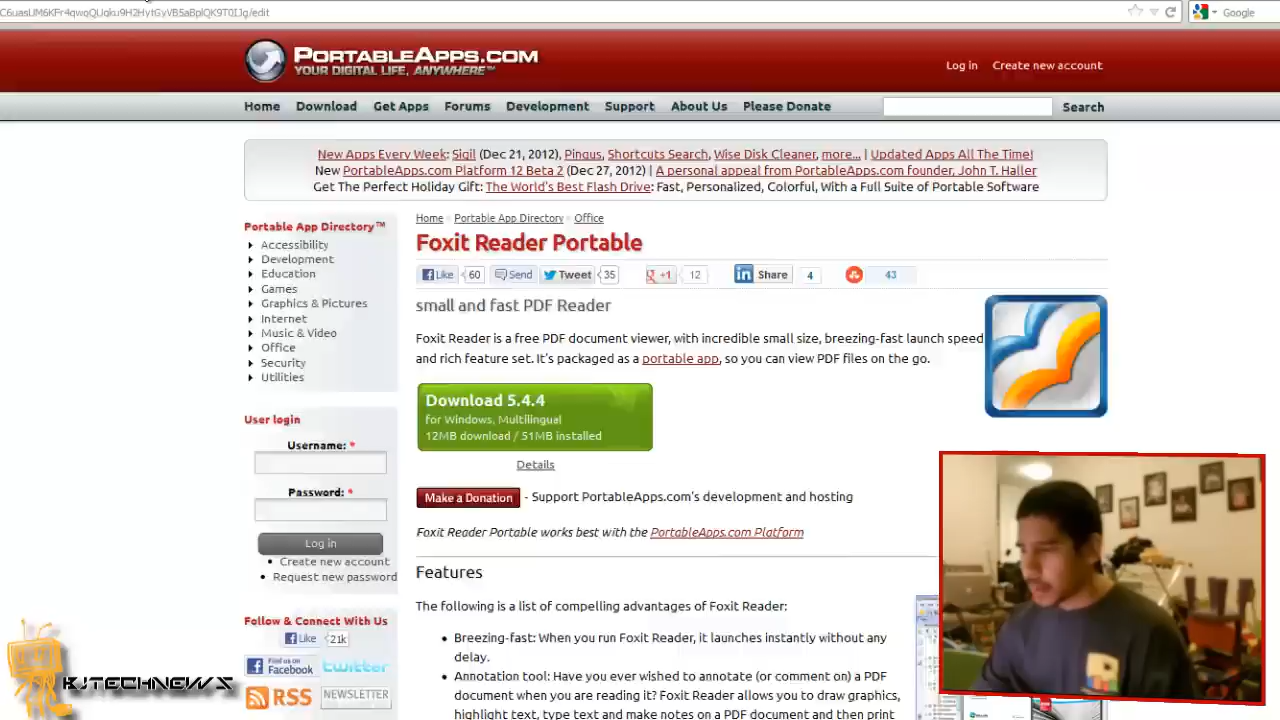 C6uasUM6KFr4qwqQUqku9H2HytGyVB5aBplQK9T0IJg/edit
Google
PORTABLEAPPS.COM
YOUR DIGITAL LIFE, ANYWHERE™
Log in
Create new account
Home
Download
Get Apps
Forums
Development
Support
About Us
Please Donate
Search
New Apps Every Week: Sigil (Dec 21, 2012), Pingus, Shortcuts Search, Wise Disk Cleaner, more... | Updated Apps All The Time!
New PortableApps.com Platform 12 Beta 2 (Dec 27, 2012) | A personal appeal from PortableApps.com founder, John T. Haller
Get The Perfect Holiday Gift: The World's Best Flash Drive: Fast, Personalized, Colorful, With a Full Suite of Portable Software
Portable App Directory™
Accessibility
Development
Education
Games
Graphics & Pictures
Internet
Music & Video
Office
Security
Utilities
User login
Username: *
Password: *
Log in
Create new account
Request new password
Follow & Connect With Us
Like 21k
Find us on Facebook
twitter
RSS
NEWSLETTER
KJTECHNEWS
Home » Portable App Directory » Office
Foxit Reader Portable
Like 60 Send Tweet 35 +1 12 in Share 4 43
small and fast PDF Reader
Foxit Reader is a free PDF document viewer, with incredible small size, breezing-fast launch speed
and rich feature set. It's packaged as a portable app, so you can view PDF files on the go.
Download 5.4.4
for Windows, Multilingual
12MB download / 51MB installed
Details
Make a Donation - Support PortableApps.com's development and hosting
Foxit Reader Portable works best with the PortableApps.com Platform
Features
The following is a list of compelling advantages of Foxit Reader:
Breezing-fast: When you run Foxit Reader, it launches instantly without any
delay.
Annotation tool: Have you ever wished to annotate (or comment on) a PDF
document when you are reading it? Foxit Reader allows you to draw graphics,
highlight text, type text and make notes on a PDF document and then print